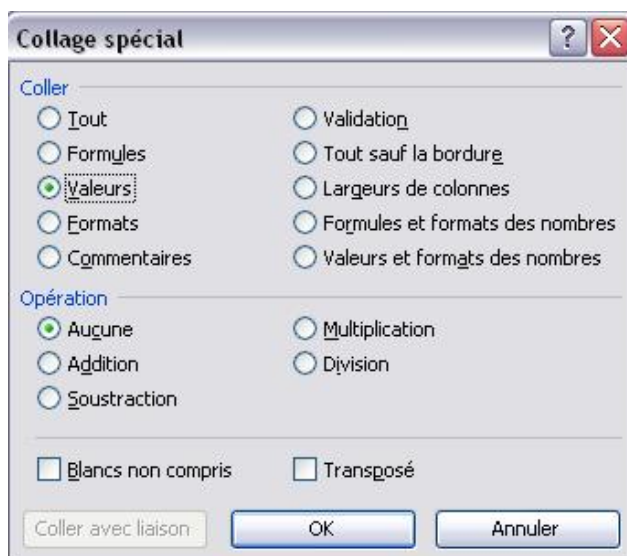 Collage spécial
?
Coller
Tout
Validation
Formules
Tout sauf la bordure
Valeurs
Largeurs de colonnes
Formats
Formules et formats des nombres
Commentaires
Valeurs et formats des nombres
Opération
Aucune
Multiplication
Addition
Division
Soustraction
Blancs non compris
Transposé
Coller avec liaison
OK
Annuler